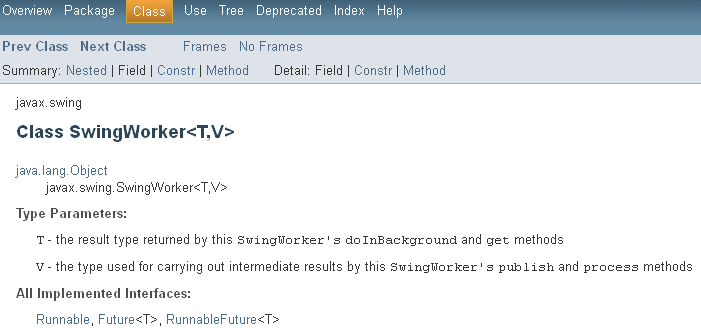 Overview Package Class Use Tree Deprecated Index Help
Prev Class Next Class Frames No Frames
Summary: Nested | Field | Constr | Method Detail: Field | Constr | Method
javax.swing
Class SwingWorker<T,V>
java.lang.Object
javax.swing.SwingWorker<T,V>
Type Parameters:
T - the result type returned by this SwingWorker's doInBackground and get methods
V - the type used for carrying out intermediate results by this SwingWorker's publish and process methods
All Implemented Interfaces:
Runnable, Future<T>, RunnableFuture<T>